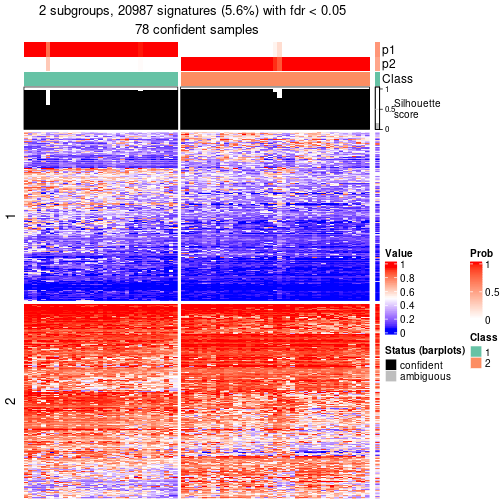 2 subgroups, 20987 signatures (5.6%) with fdr < 0.05
78 confident samples
p1
p2
Class
1
0.5
0
Silhouette
score
1
2
Value
1
0.8
0.6
0.4
0.2
0
Prob
1
0.5
0
Status (barplots)
confident
ambiguous
Class
1
2